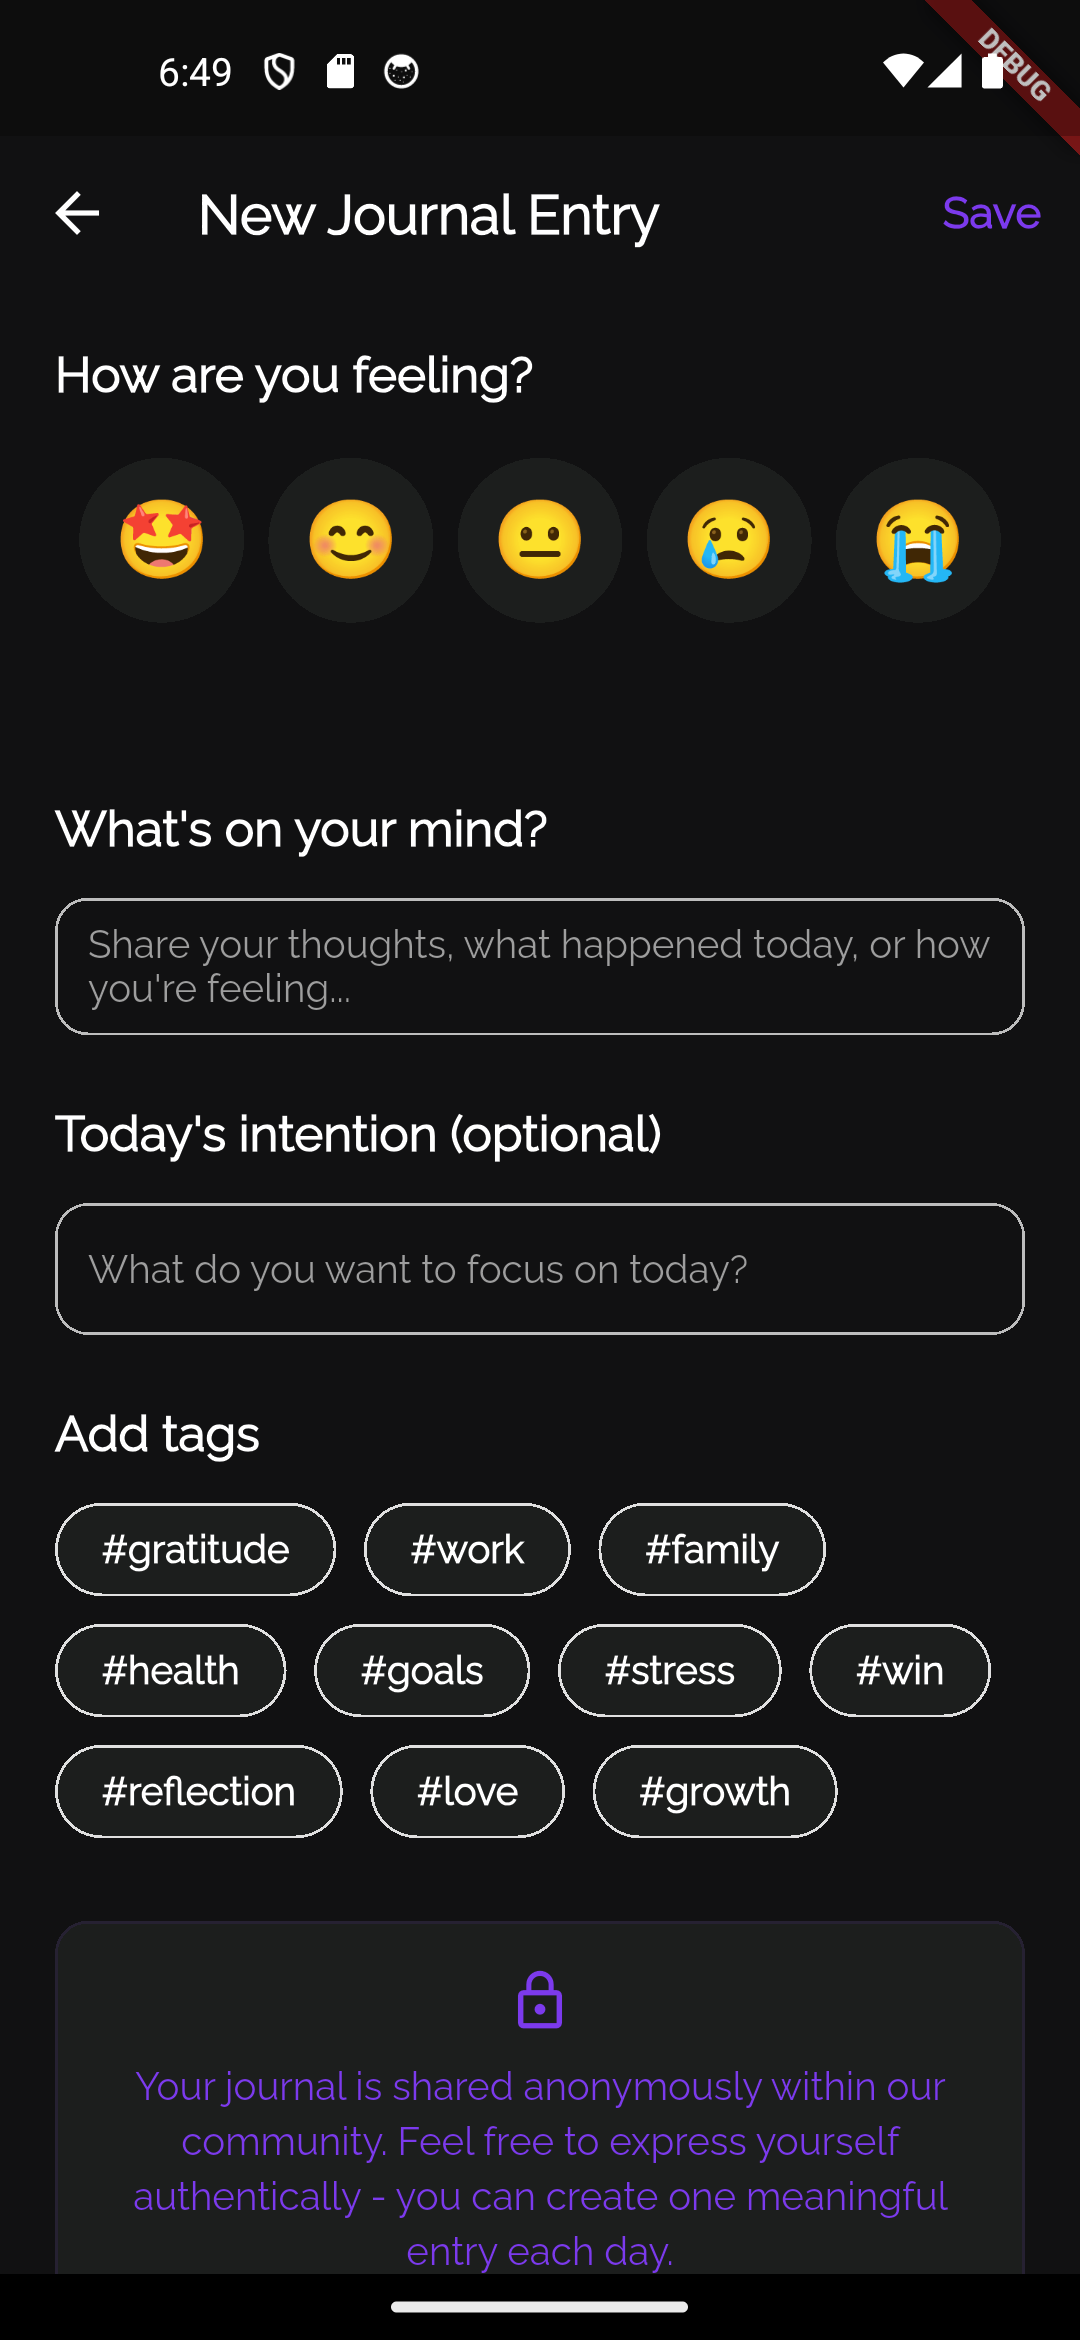 6:49
DEBUG
New Journal Entry
Save
How are you feeling?
What's on your mind?
Share your thoughts, what happened today, or how
you're feeling...
Today's intention (optional)
What do you want to focus on today?
Add tags
#gratitude
#work
#family
#health
#goals
#stress
#win
#reflection
#love
#growth
Your journal is shared anonymously within our
community. Feel free to express yourself
authentically - you can create one meaningful
entry each day.